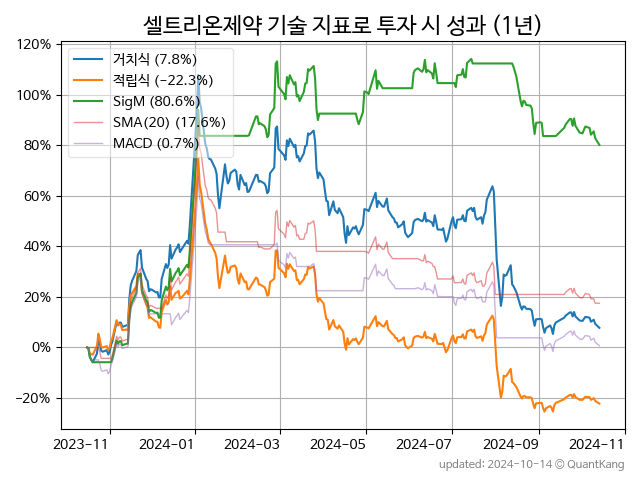 셀트리온제약 기술 지표로 투자 시 성과 (1년)
120%
100%
80%
60%
40%
20%
0%
−20%
거치식 (7.8%)
적립식 (−22.3%)
SigM (80.6%)
SMA(20) (17.6%)
MACD (0.7%)
2023-11 2024-01 2024-03 2024-05 2024-07 2024-09 2024-11
updated: 2024-10-14 © QuantKang